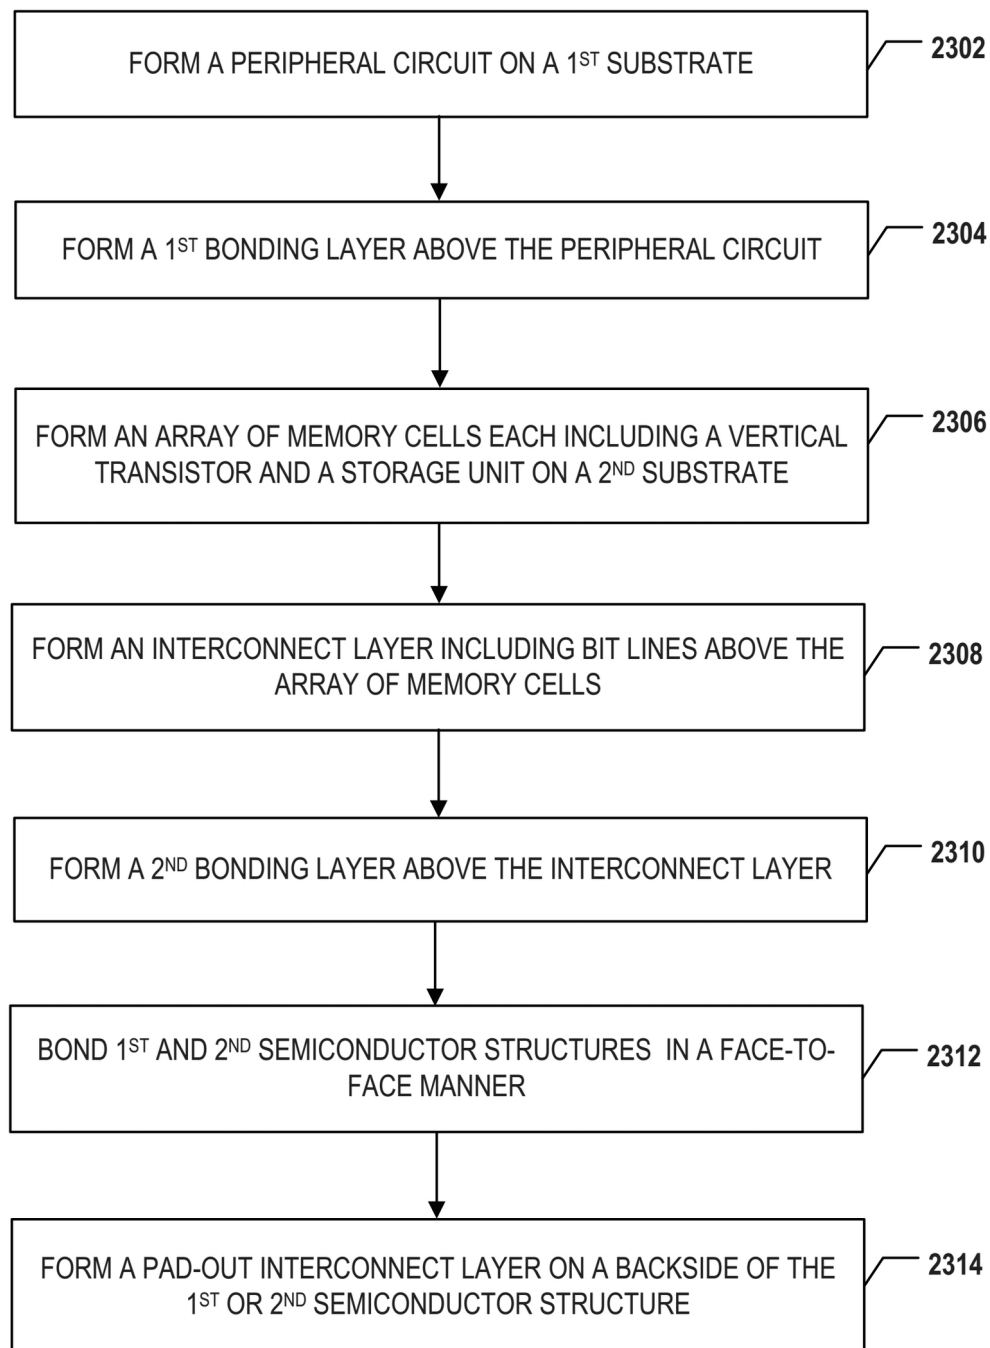 FORM A PERIPHERAL CIRCUIT ON A 1ST SUBSTRATE
2302
FORM A 1ST BONDING LAYER ABOVE THE PERIPHERAL CIRCUIT
2304
FORM AN ARRAY OF MEMORY CELLS EACH INCLUDING A VERTICAL
TRANSISTOR AND A STORAGE UNIT ON A 2ND SUBSTRATE
2306
FORM AN INTERCONNECT LAYER INCLUDING BIT LINES ABOVE THE
ARRAY OF MEMORY CELLS
2308
FORM A 2ND BONDING LAYER ABOVE THE INTERCONNECT LAYER
2310
BOND 1ST AND 2ND SEMICONDUCTOR STRUCTURES IN A FACE-TO-
FACE MANNER
2312
FORM A PAD-OUT INTERCONNECT LAYER ON A BACKSIDE OF THE
1ST OR 2ND SEMICONDUCTOR STRUCTURE
2314